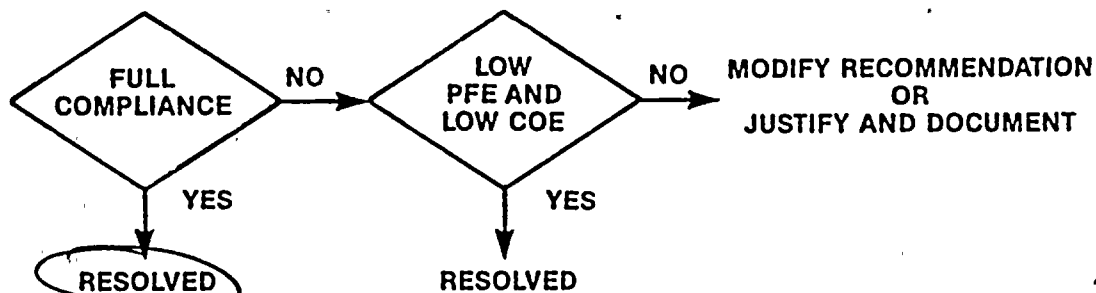 FULL
COMPLIANCE
NO
LOW
PFE AND
LOW COE
NO
MODIFY RECOMMENDATION
OR
JUSTIFY AND DOCUMENT
YES
YES
RESOLVED
RESOLVED